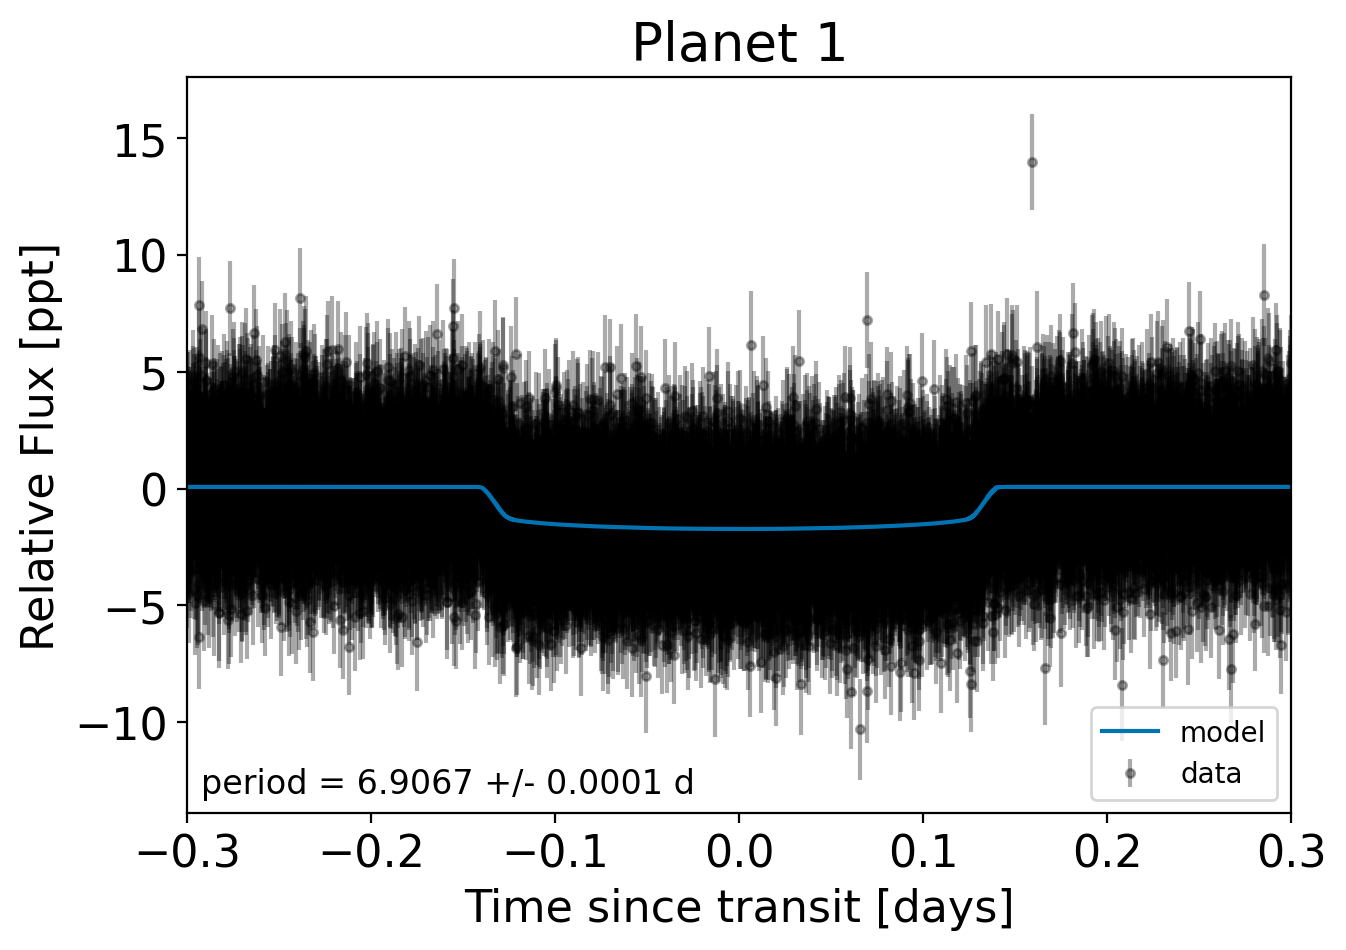 Planet 1
Relative Flux [ppt]
15
10
5
0
−5
−10
period = 6.9067 +/- 0.0001 d
model
data
−0.3 −0.2 −0.1 0.0 0.1 0.2 0.3
Time since transit [days]